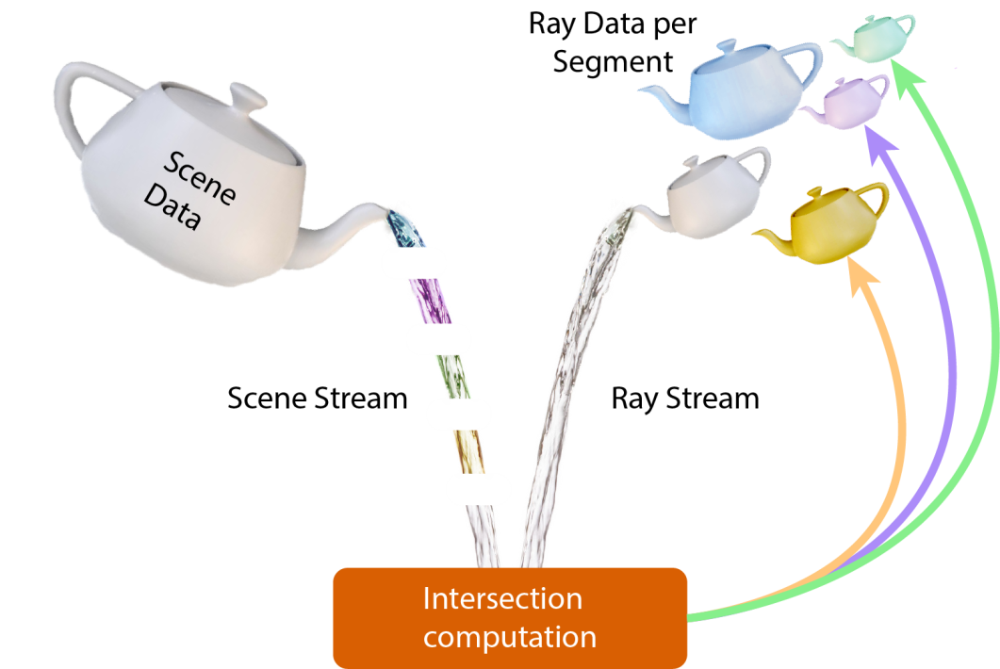 Ray Data per
Segment
Scene
Data
Scene Stream
Ray Stream
Intersection
computation